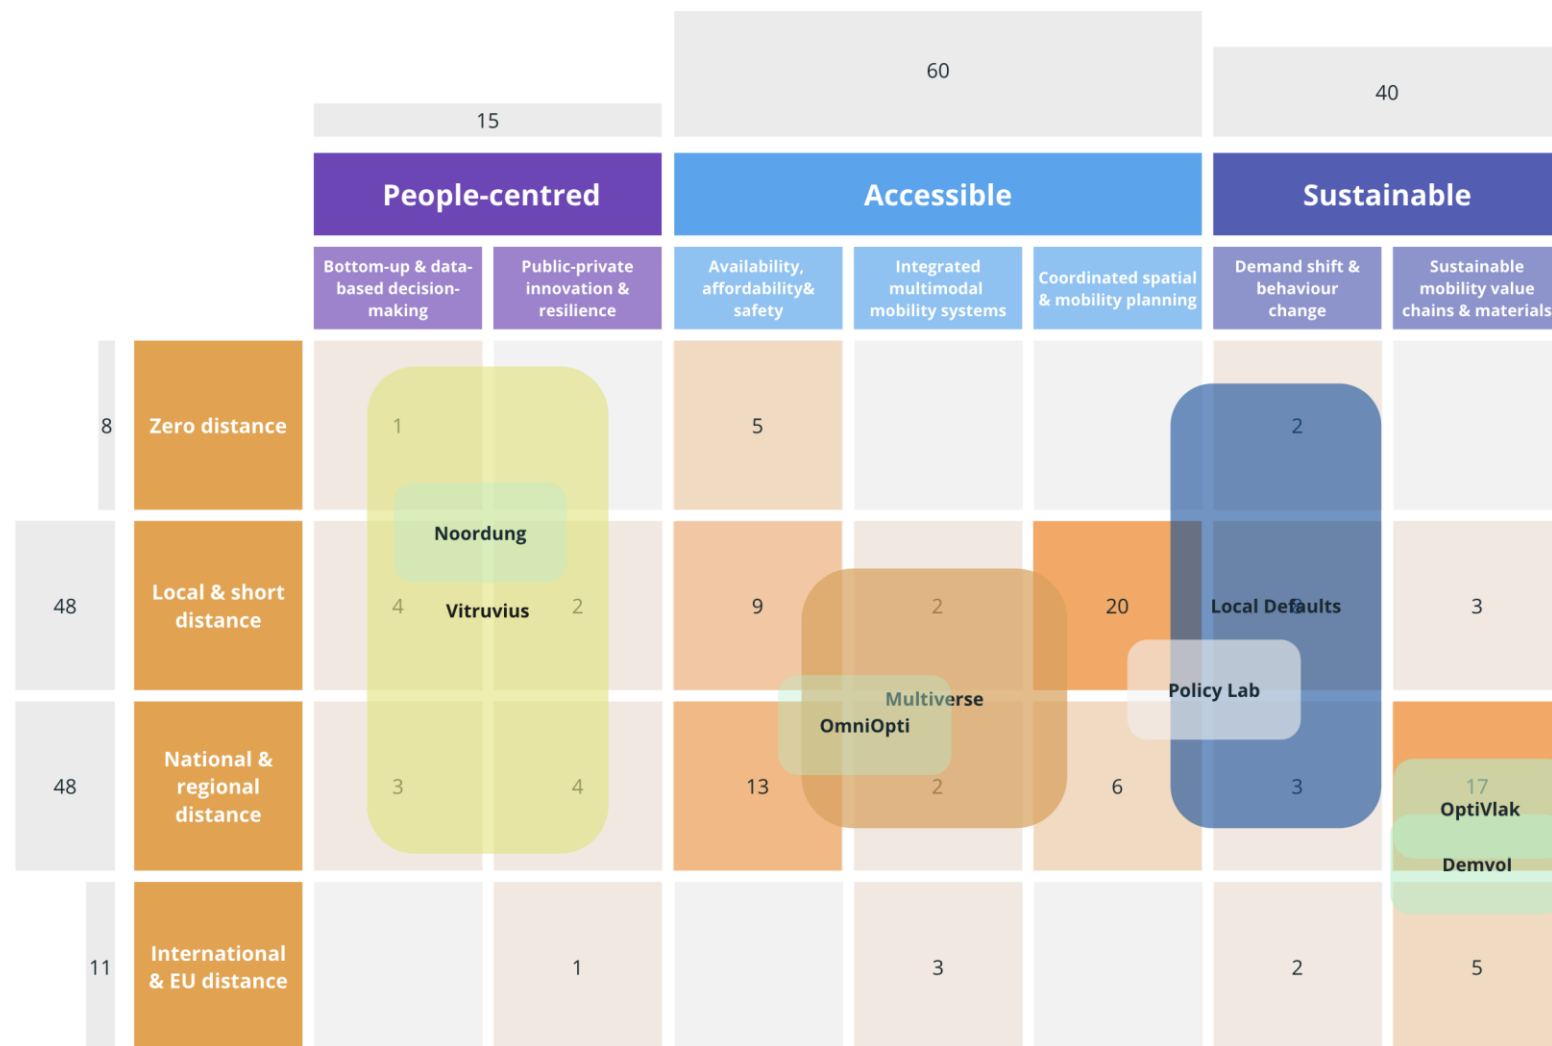 60
40
15
People-centred
Accessible
Sustainable
Bottom-up & data-
based decision-
making
Public-private
innovation &
resilience
Availability,
affordability&
safety
Integrated
multimodal
mobility systems
Coordinated spatial
& mobility planning
Demand shift &
behaviour
change
Sustainable
mobility value
chains & materials
8
Zero distance
1
5
2
Noordung
48
Local & short
distance
4
Vitruvius
2
9
2
20
Local Defaults
3
Policy Lab
Multiverse
OmniOpti
48
National &
regional
distance
3
4
13
2
6
3
17
OptiVlak
Demvol
11
International
& EU distance
1
3
2
5